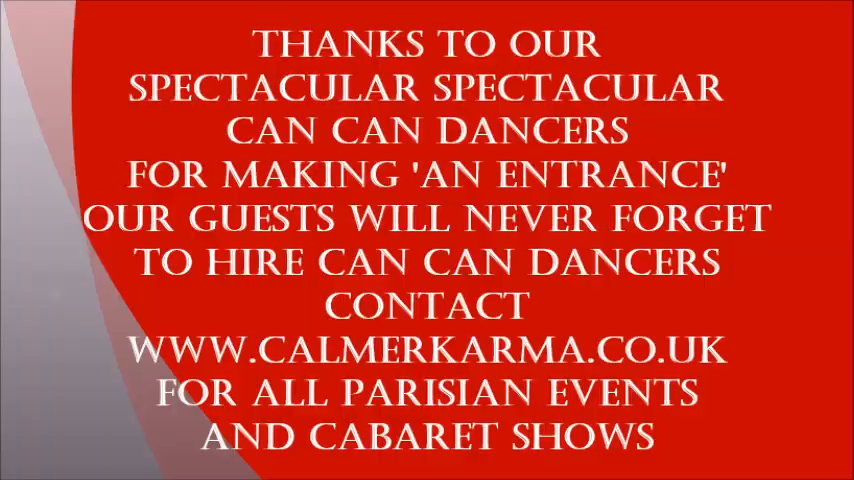 THANKS TO OUR
SPECTACULAR SPECTACULAR
CAN CAN DANCERS
FOR MAKING 'AN ENTRANCE'
OUR GUESTS WILL NEVER FORGET
TO HIRE CAN CAN DANCERS
CONTACT
WWW.CALMERKARMA.CO.UK
FOR ALL PARISIAN EVENTS
AND CABARET SHOWS